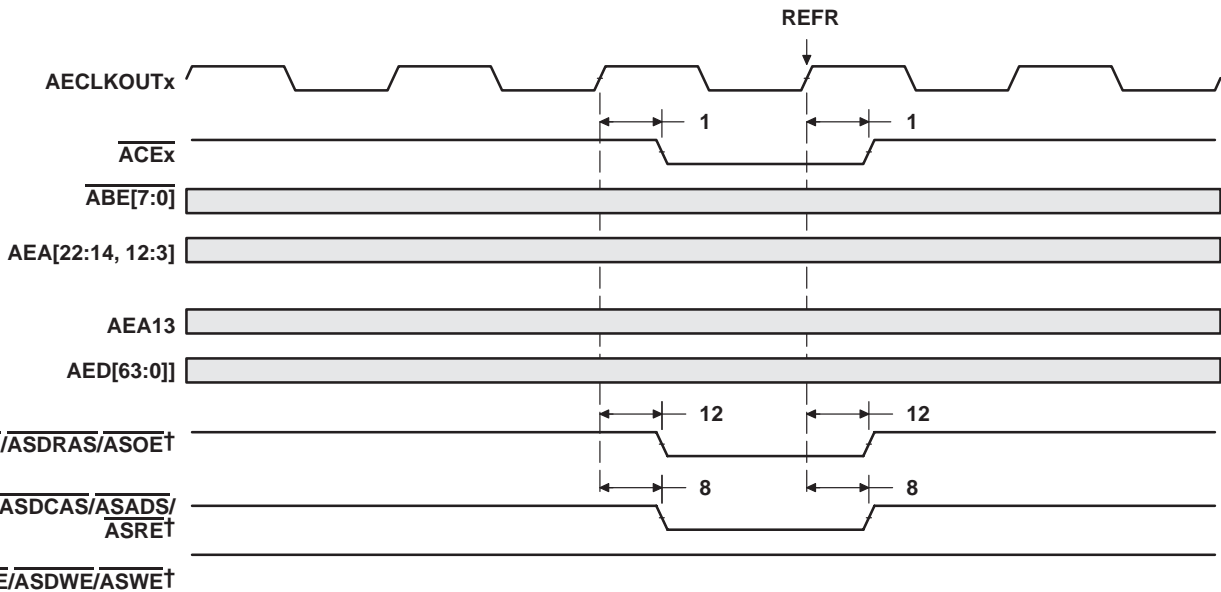 REFR
AECLKOUTx
1 1
ACEx
ABE[7:0]
AEA[22:14, 12:3]
AEA13
AED[63:0]]
12 12
/ASDRAS/ASOE†
8 8
ASDCAS/ASADS/
ASRE†
E/ASDWE/ASWE†